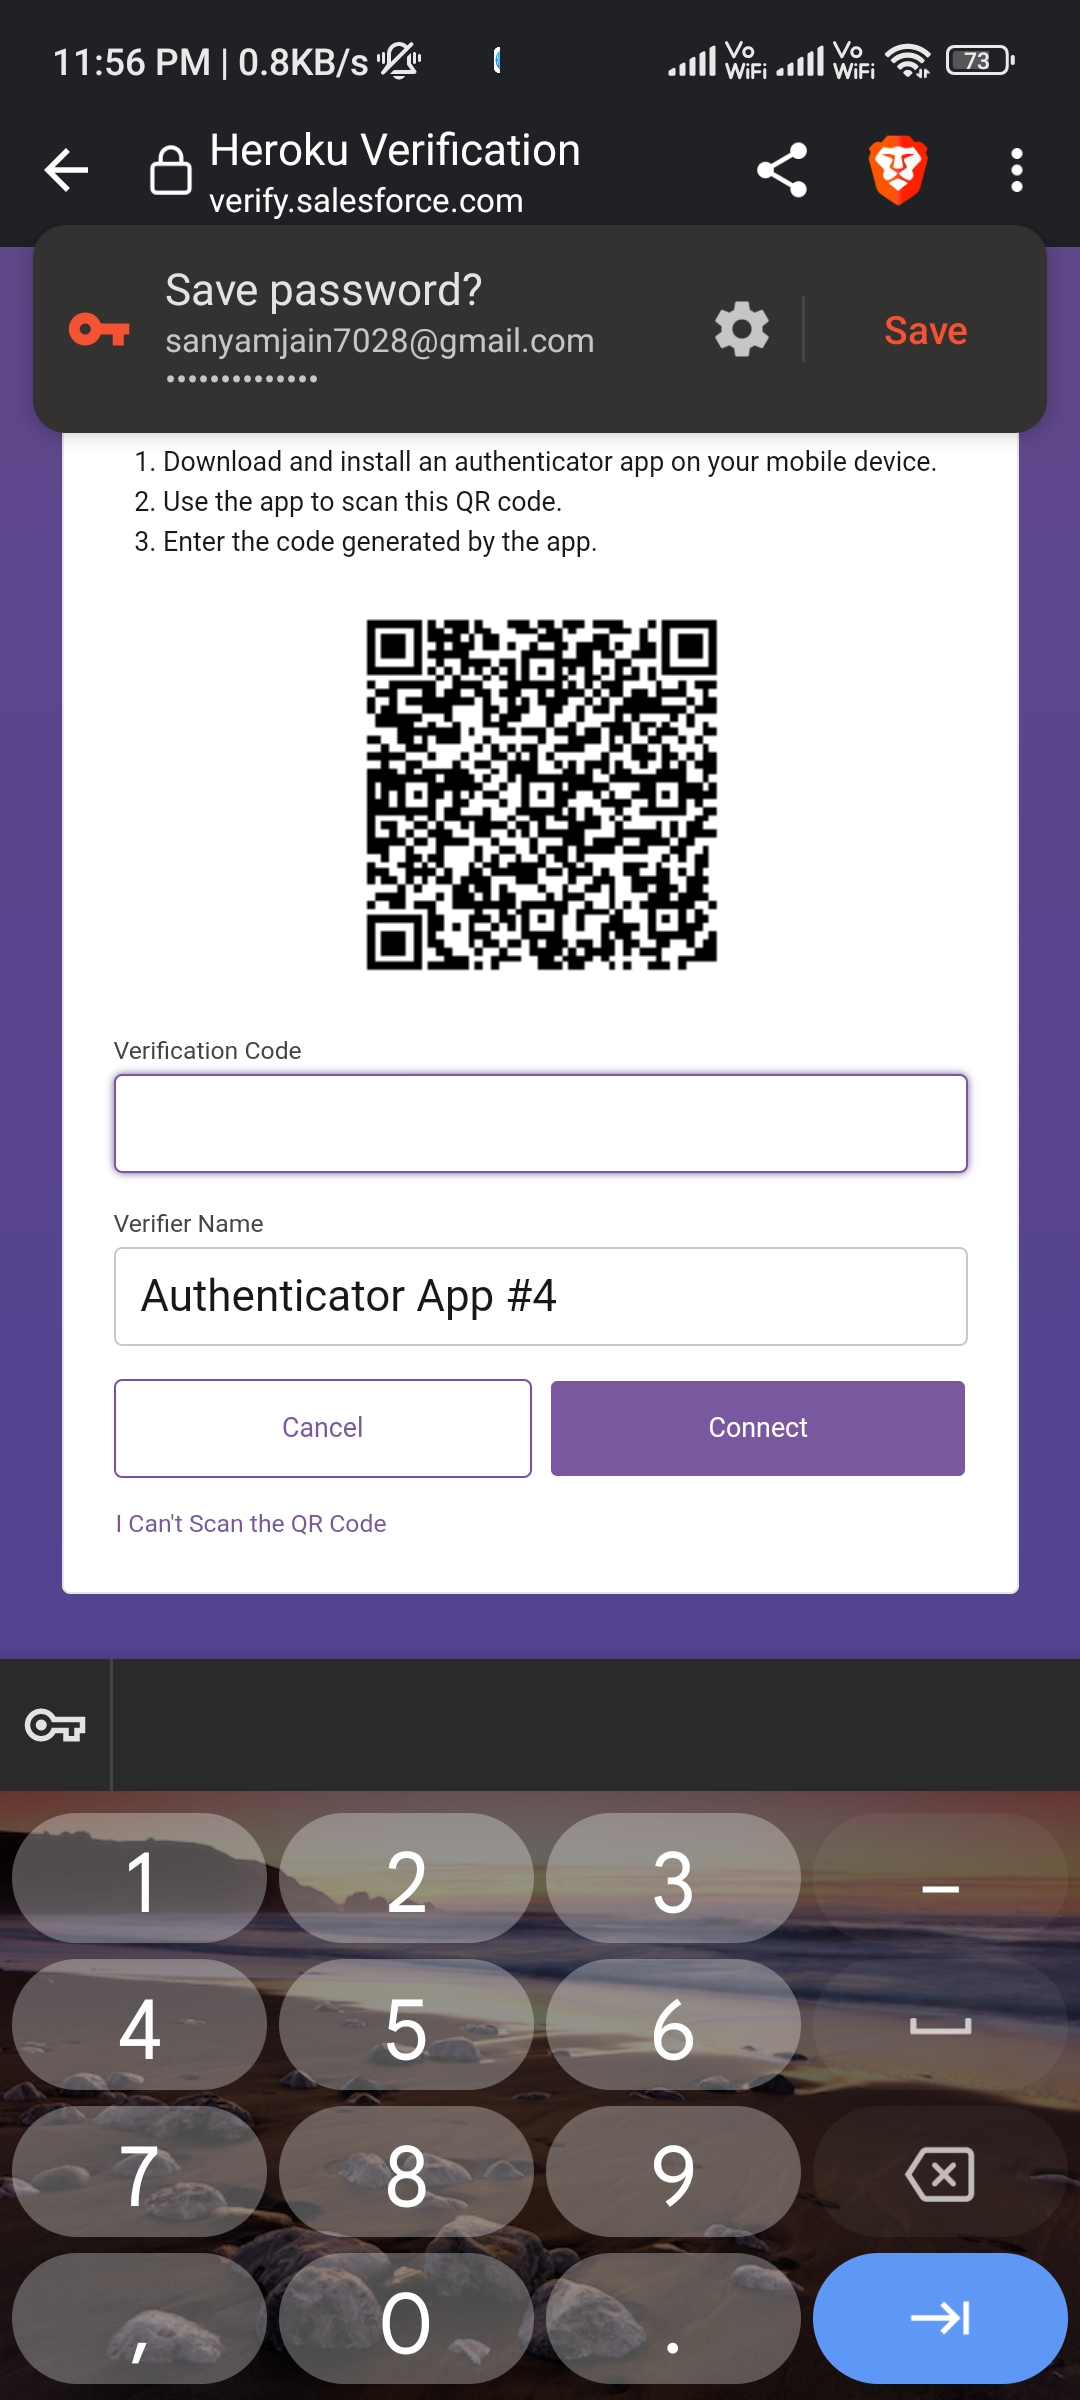 11:56 PM | 0.8KB/s
Vo WiFi
Vo WiFi
73
Heroku Verification
verify.salesforce.com
Save password?
sanyamjain7028@gmail.com
••••••••••••••
Save
1. Download and install an authenticator app on your mobile device.
2. Use the app to scan this QR code.
3. Enter the code generated by the app.
Verification Code
Verifier Name
Authenticator App #4
Cancel
Connect
I Can't Scan the QR Code
1 2 3 –
4 5 6
7 8 9
, 0 .